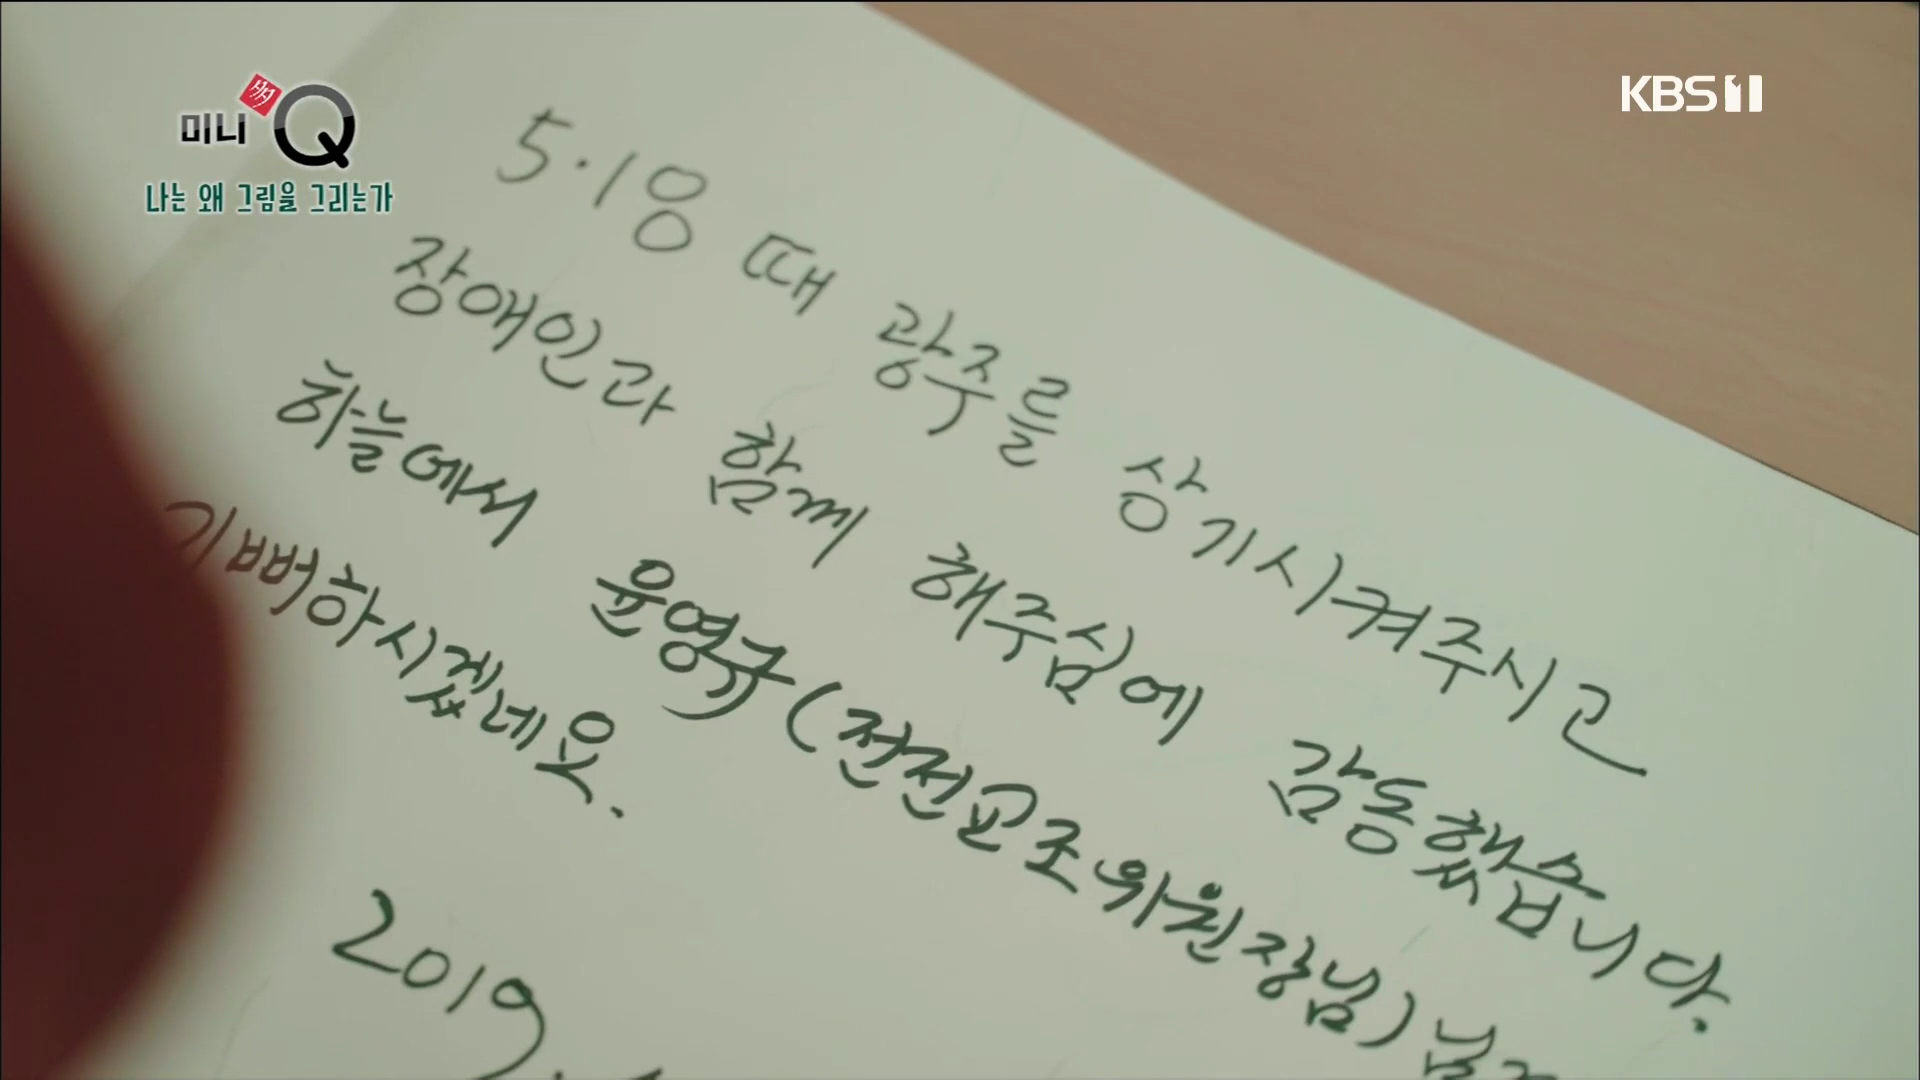 미니 多 Q
나는 왜 그림을 그리는가
KBS 1
5.18 때 광주를 상기시켜주시고
장애인과 함께 해주심에 감동했습니다.
하늘에서 윤영규(전전교조위원장님)
기뻐하시겠네요.
2019.